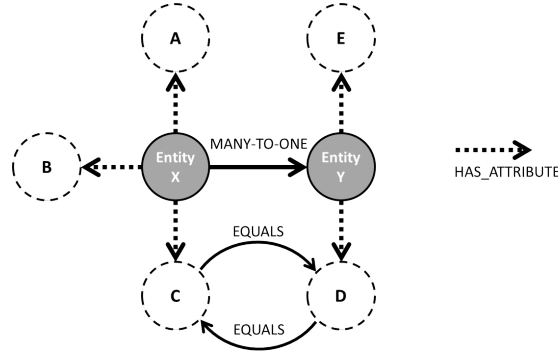 A
E
MANY-TO-ONE
Entity
X
Entity
Y
B
HAS_ATTRIBUTE
EQUALS
C
D
EQUALS